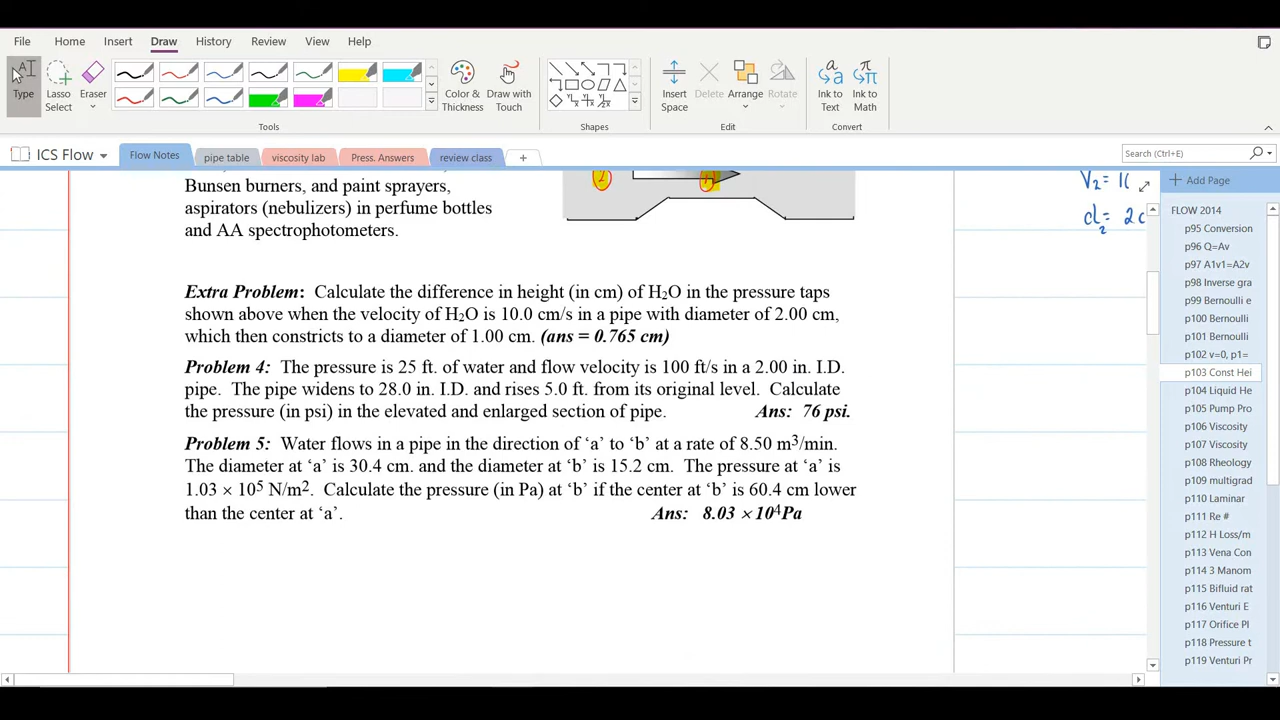 File Home Insert Draw History Review View Help
Type
Lasso Select
Eraser
Color & Thickness
Draw with Touch
Insert Space
Delete
Arrange
Rotate
Ink to Text
Ink to Math
Tools
Shapes
Edit
Convert
ICS Flow
Flow Notes
pipe table
viscosity lab
Press. Answers
review class
Search (Ctrl+E)
Bunsen burners, and paint sprayers,
aspirators (nebulizers) in perfume bottles
and AA spectrophotometers.
2
V₂ =
d₂ = 2
Extra Problem: Calculate the difference in height (in cm) of H₂O in the pressure taps
shown above when the velocity of H₂O is 10.0 cm/s in a pipe with diameter of 2.00 cm,
which then constricts to a diameter of 1.00 cm. (ans = 0.765 cm)
Problem 4: The pressure is 25 ft. of water and flow velocity is 100 ft/s in a 2.00 in. I.D.
pipe. The pipe widens to 28.0 in. I.D. and rises 5.0 ft. from its original level. Calculate
the pressure (in psi) in the elevated and enlarged section of pipe. Ans: 76 psi.
Problem 5: Water flows in a pipe in the direction of ‘a’ to ‘b’ at a rate of 8.50 m³/min.
The diameter at ‘a’ is 30.4 cm. and the diameter at ‘b’ is 15.2 cm. The pressure at ‘a’ is
1.03 × 10⁵ N/m². Calculate the pressure (in Pa) at ‘b’ if the center at ‘b’ is 60.4 cm lower
than the center at ‘a’. Ans: 8.03 × 10⁴Pa
Add Page
FLOW 2014
p95 Conversion
p96 Q=Av
p97 A1v1=A2v
p98 Inverse gra
p99 Bernoulli e
p100 Bernoulli
p101 Bernoulli
p102 v=0, p1=
p103 Const Hei
p104 Liquid He
p105 Pump Pro
p106 Viscosity
p107 Viscosity
p108 Rheology
p109 multigrad
p110 Laminar
p111 Re #
p112 H Loss/m
p113 Vena Con
p114 3 Manom
p115 Bifluid rat
p116 Venturi E
p117 Orifice Pl
p118 Pressure t
p119 Venturi Pr